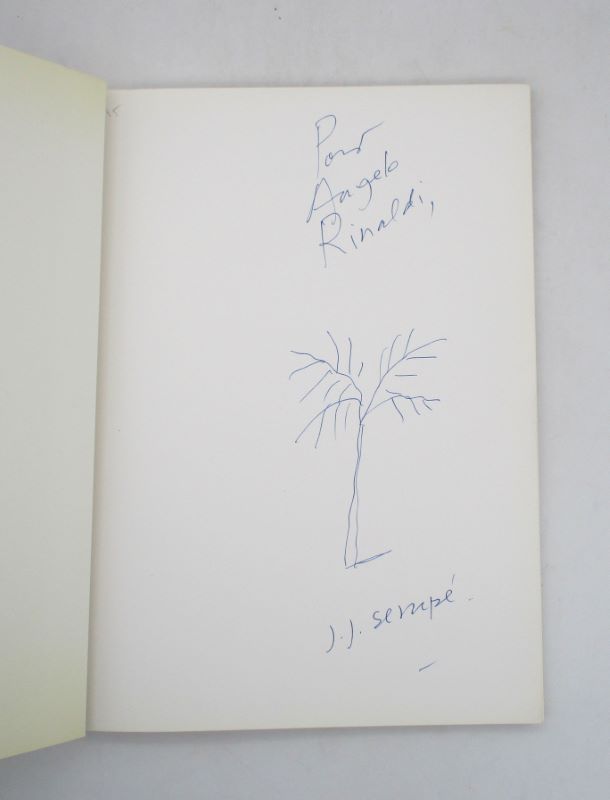 Pour
Angelo
Rinaldi,
J.J. Sempé.